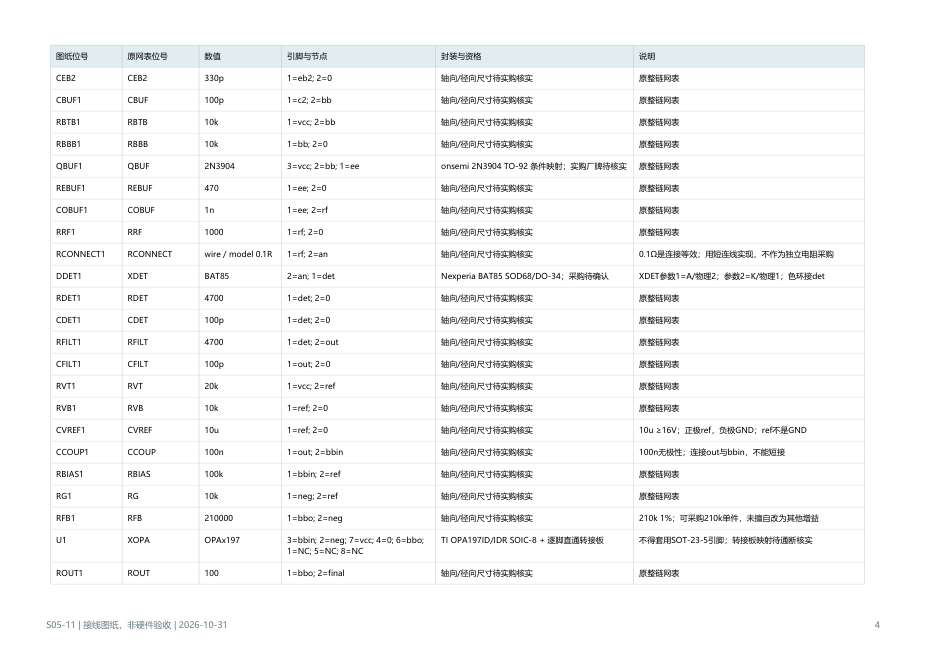 图纸位号 原网表位号 数值 引脚与节点 封装与资格 说明
CEB2 CEB2 330p 1=eb2; 2=0 轴向/径向尺寸待实购核实 原整链网表
CBUF1 CBUF 100p 1=c2; 2=bb 轴向/径向尺寸待实购核实 原整链网表
RBTB1 RBTB 10k 1=vcc; 2=bb 轴向/径向尺寸待实购核实 原整链网表
RBBB1 RBBB 10k 1=bb; 2=0 轴向/径向尺寸待实购核实 原整链网表
QBUF1 QBUF 2N3904 3=vcc; 2=bb; 1=ee onsemi 2N3904 TO-92 条件映射；实购厂牌待核实 原整链网表
REBUF1 REBUF 470 1=ee; 2=0 轴向/径向尺寸待实购核实 原整链网表
COBUF1 COBUF 1n 1=ee; 2=rf 轴向/径向尺寸待实购核实 原整链网表
RRF1 RRF 1000 1=rf; 2=0 轴向/径向尺寸待实购核实 原整链网表
RCONNECT1 RCONNECT wire / model 0.1R 1=rf; 2=an 轴向/径向尺寸待实购核实 0.1Ω是连接等效；用短连线实现，不作为独立电阻采购
DDET1 XDET BAT85 2=an; 1=det Nexperia BAT85 SOD68/DO-34；采购待确认 XDET参数1=A/物理2；参数2=K/物理1；色环接det
RDET1 RDET 4700 1=det; 2=0 轴向/径向尺寸待实购核实 原整链网表
CDET1 CDET 100p 1=det; 2=0 轴向/径向尺寸待实购核实 原整链网表
RFILT1 RFILT 4700 1=det; 2=out 轴向/径向尺寸待实购核实 原整链网表
CFILT1 CFILT 100p 1=out; 2=0 轴向/径向尺寸待实购核实 原整链网表
RVT1 RVT 20k 1=vcc; 2=ref 轴向/径向尺寸待实购核实 原整链网表
RVB1 RVB 10k 1=ref; 2=0 轴向/径向尺寸待实购核实 原整链网表
CVREF1 CVREF 10u 1=ref; 2=0 轴向/径向尺寸待实购核实 10u ≥16V；正极ref，负极GND；ref不是GND
CCOUP1 CCOUP 100n 1=out; 2=bbin 轴向/径向尺寸待实购核实 100n无极性；连接out与bbin，不能短接
RBIAS1 RBIAS 100k 1=bbin; 2=ref 轴向/径向尺寸待实购核实 原整链网表
RG1 RG 10k 1=neg; 2=ref 轴向/径向尺寸待实购核实 原整链网表
RFB1 RFB 210000 1=bbo; 2=neg 轴向/径向尺寸待实购核实 210k 1%；可采购210k单件，未擅自改为其他增益
U1 XOPA OPAx197 3=bbin; 2=neg; 7=vcc; 4=0; 6=bbo; TI OPA197ID/IDR SOIC-8 + 逐脚直通转接板 不得套用SOT-23-5引脚；转接板映射待通断核实
1=NC; 5=NC; 8=NC
ROUT1 ROUT 100 1=bbo; 2=final 轴向/径向尺寸待实购核实 原整链网表
S05-11 | 接线图纸，非硬件验收 | 2026-10-31 4